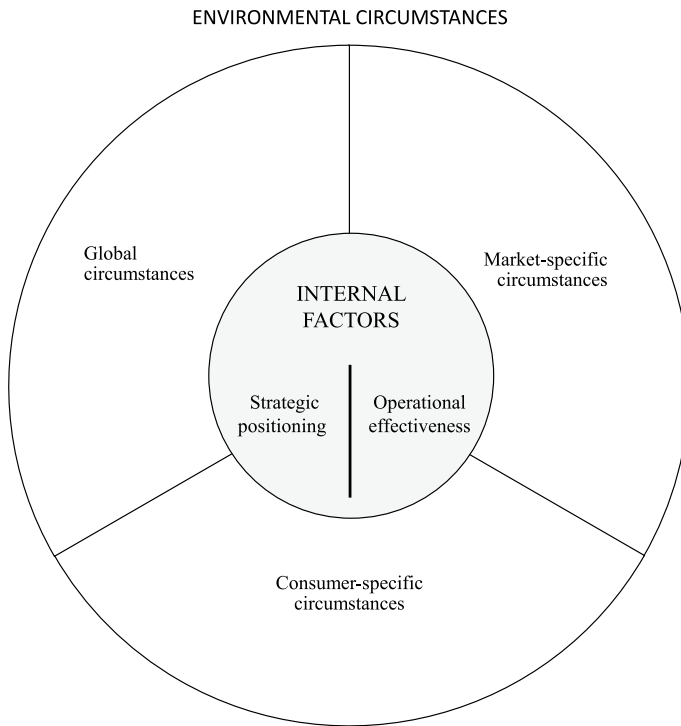 ENVIRONMENTAL CIRCUMSTANCES
Global
circumstances
Market-specific
circumstances
INTERNAL
FACTORS
Strategic
positioning
Operational
effectiveness
Consumer-specific
circumstances